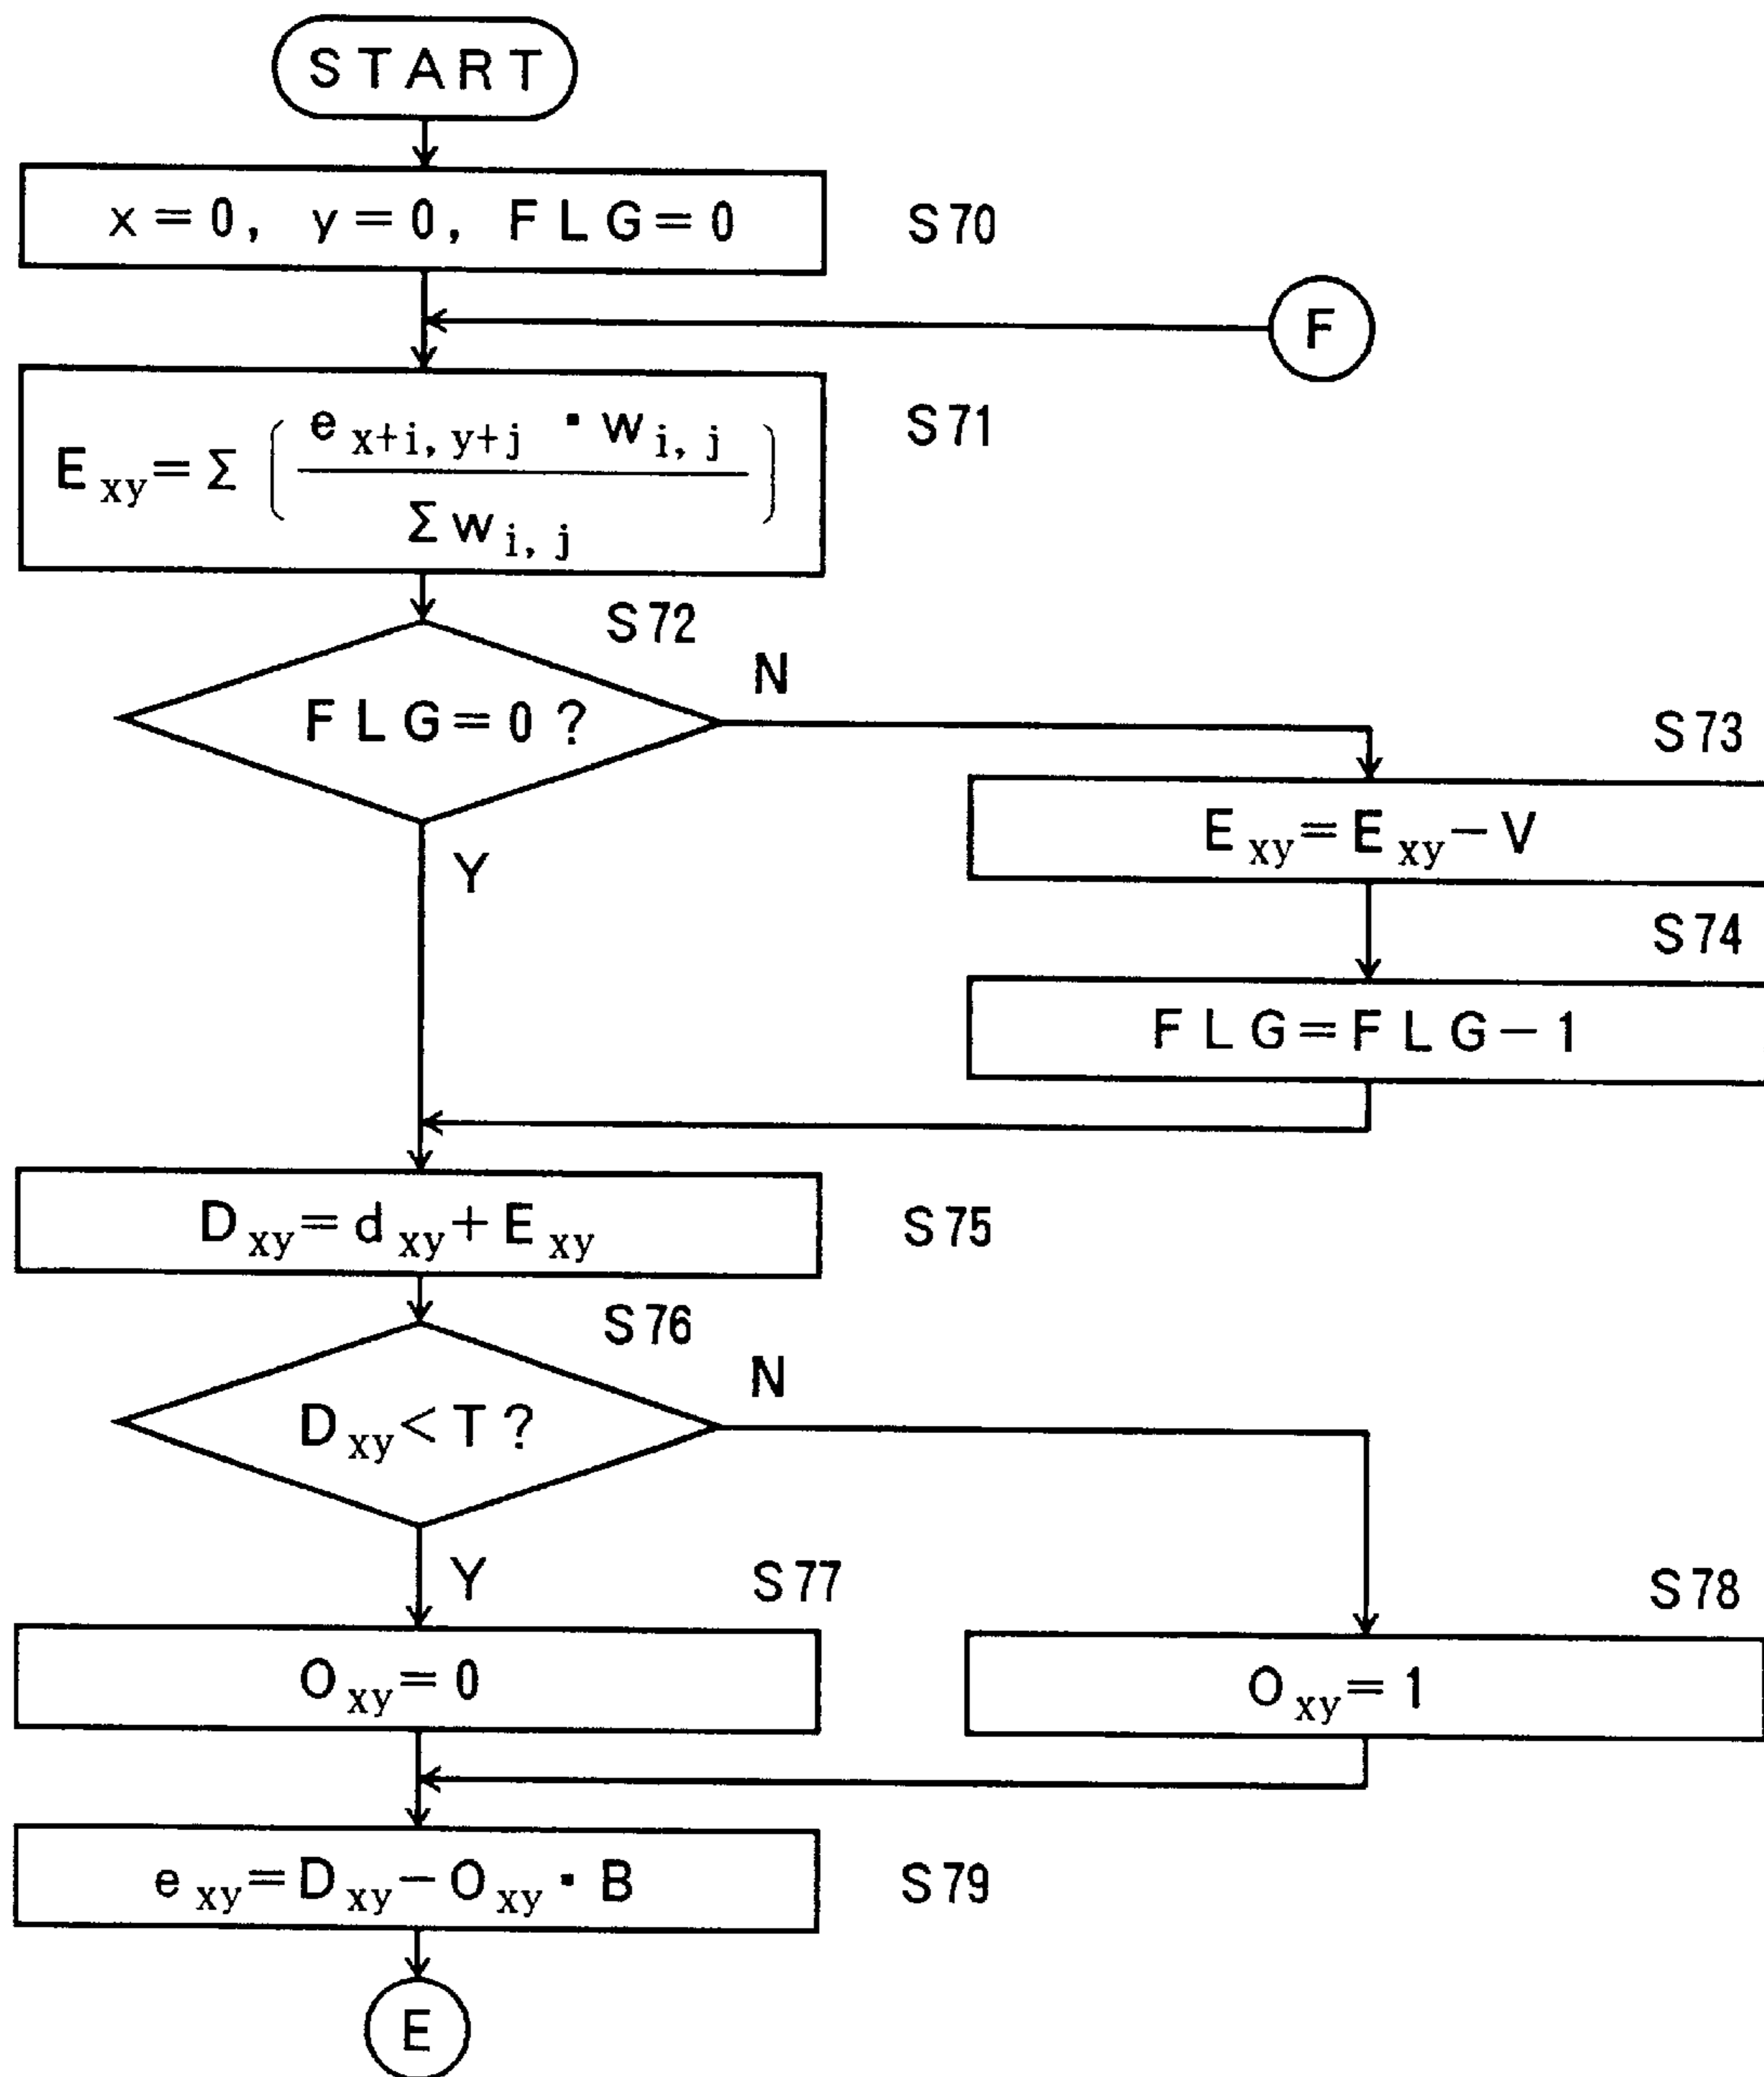 START
x=0, y=0, FLG=0 S70
F
E xy = Σ ( e x+i, y+j ▪ w i, j / Σ w i, j ) S71
S72
FLG=0? N
S73
E xy = E xy − V
Y
S74
FLG=FLG−1
D xy = d xy + E xy S75
S76
D xy < T? N
Y S77 S78
O xy = 0 O xy = 1
e xy = D xy − O xy ▪ B S79
E